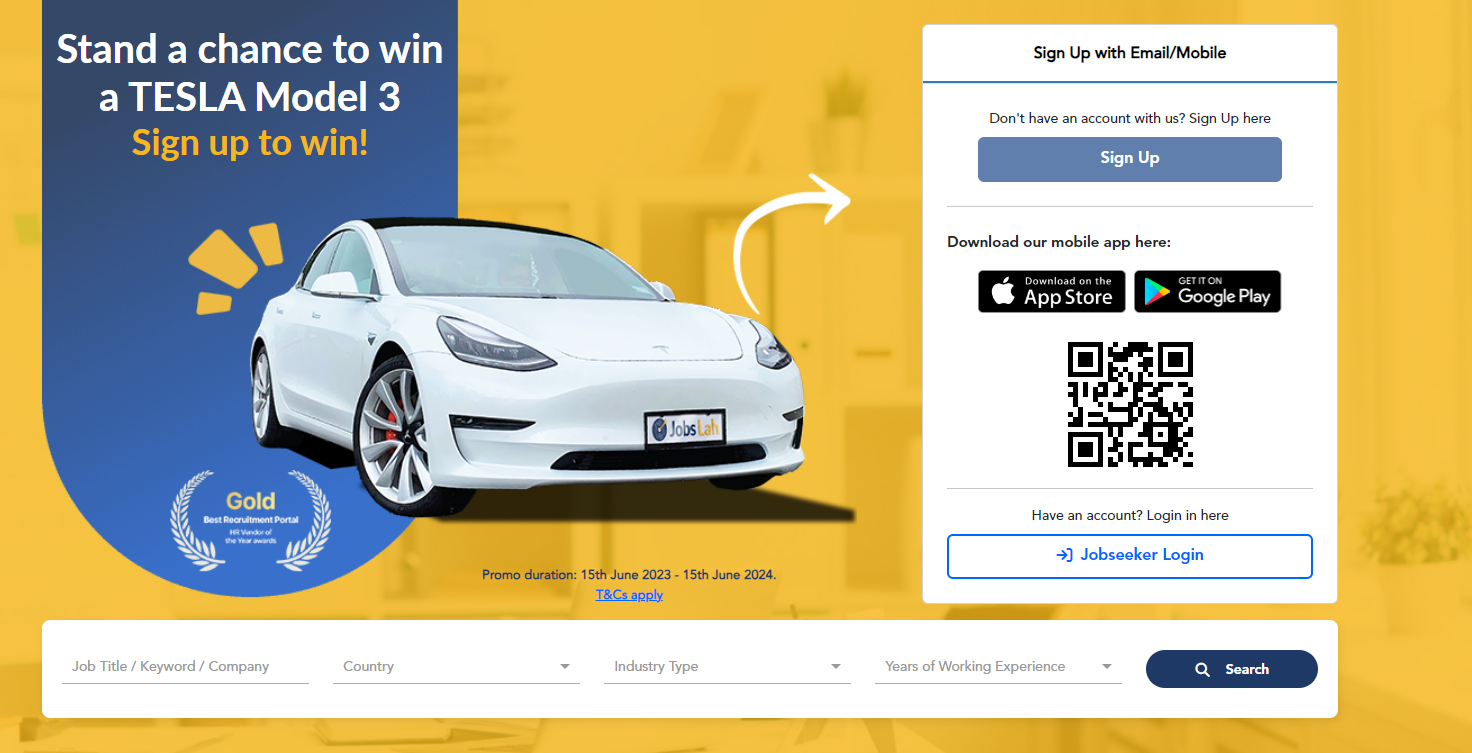 Stand a chance to win
a TESLA Model 3
Sign up to win!
JobsLah
Gold
Best Recruitment Portal
HR Vendor of
the Year awards
Promo duration: 15th June 2023 - 15th June 2024.
T&Cs apply
Sign Up with Email/Mobile
Don't have an account with us? Sign Up here
Sign Up
Download our mobile app here:
Download on the
App Store
GET IT ON
Google Play
Have an account? Login in here
Jobseeker Login
Job Title / Keyword / Company
Country
Industry Type
Years of Working Experience
Search